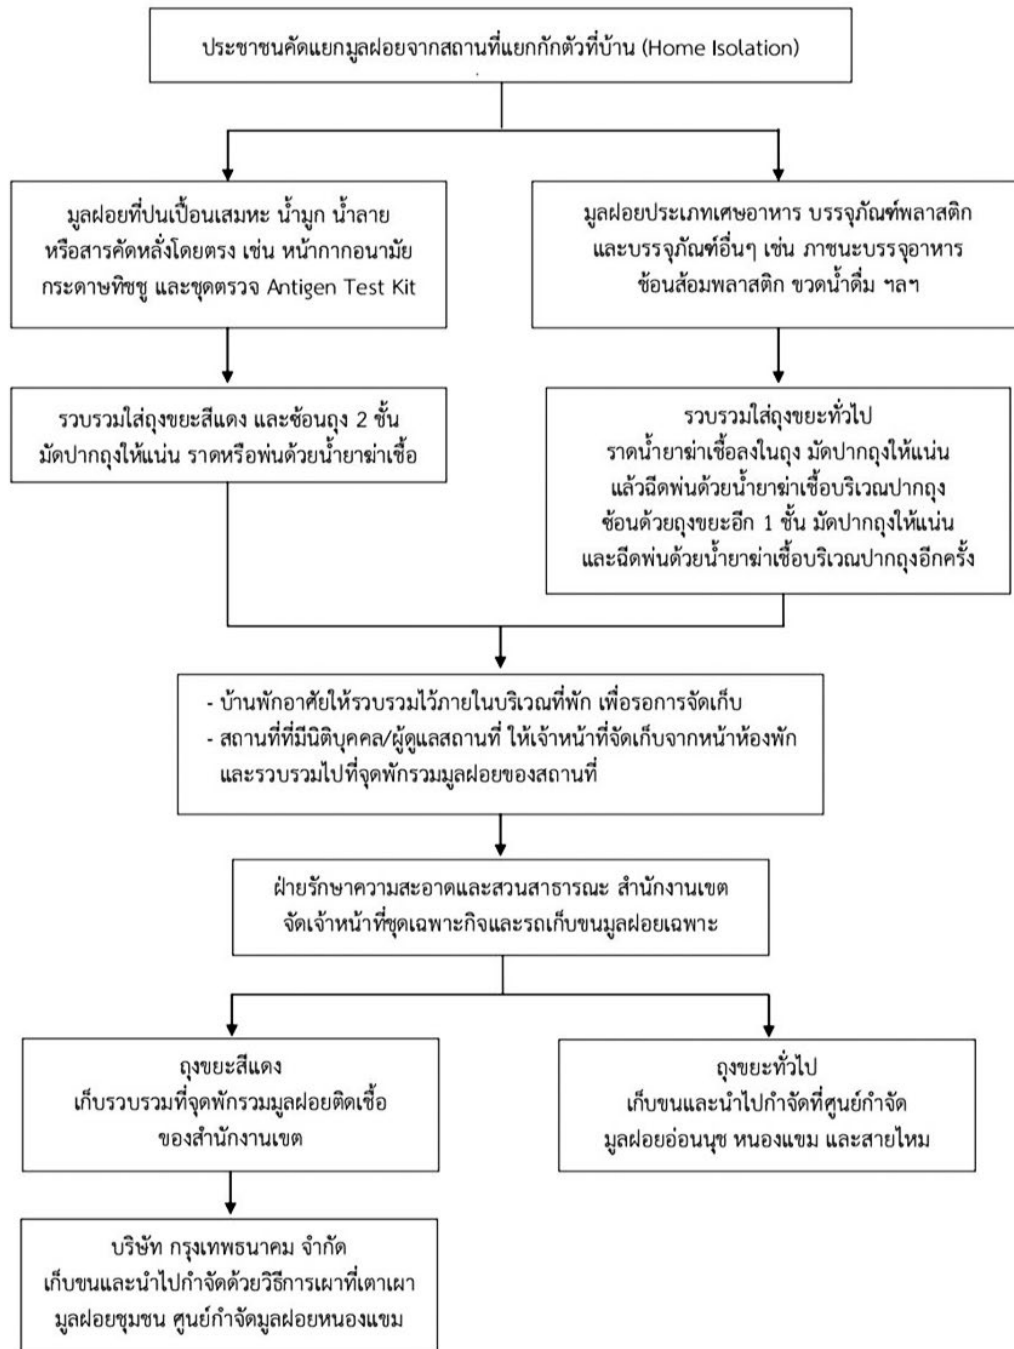 ประชาชนคัดแยกมูลฝอยจากสถานที่แยกกักตัวที่บ้าน (Home Isolation)
มูลฝอยที่ปนเปื้อนเสมหะ น้ำมูก น้ำลาย
หรือสารคัดหลั่งโดยตรง เช่น หน้ากากอนามัย
กระดาษทิชชู และชุดตรวจ Antigen Test Kit
มูลฝอยประเภทเศษอาหาร บรรจุภัณฑ์พลาสติก
และบรรจุภัณฑ์อื่นๆ เช่น ภาชนะบรรจุอาหาร
ช้อนส้อมพลาสติก ขวดน้ำดื่ม ฯลฯ
รวบรวมใส่ถุงขยะสีแดง และซ้อนถุง 2 ชั้น
มัดปากถุงให้แน่น ราดหรือพ่นด้วยน้ำยาฆ่าเชื้อ
รวบรวมใส่ถุงขยะทั่วไป
ราดน้ำยาฆ่าเชื้อลงในถุง มัดปากถุงให้แน่น
แล้วฉีดพ่นด้วยน้ำยาฆ่าเชื้อบริเวณปากถุง
ซ้อนด้วยถุงขยะอีก 1 ชั้น มัดปากถุงให้แน่น
และฉีดพ่นด้วยน้ำยาฆ่าเชื้อบริเวณปากถุงอีกครั้ง
- บ้านพักอาศัยให้รวบรวมไว้ภายในบริเวณที่พัก เพื่อรอการจัดเก็บ
- สถานที่ที่มีนิติบุคคล/ผู้ดูแลสถานที่ ให้เจ้าหน้าที่จัดเก็บจากหน้าห้องพัก
และรวบรวมไปที่จุดพักรวมมูลฝอยของสถานที่
ฝ่ายรักษาความสะอาดและสวนสาธารณะ สำนักงานเขต
จัดเจ้าหน้าที่ชุดเฉพาะกิจและรถเก็บขนมูลฝอยเฉพาะ
ถุงขยะสีแดง
เก็บรวบรวมที่จุดพักรวมมูลฝอยติดเชื้อ
ของสำนักงานเขต
ถุงขยะทั่วไป
เก็บขนและนำไปกำจัดที่ศูนย์กำจัด
มูลฝอยอ่อนนุช หนองแขม และสายไหม
บริษัท กรุงเทพธนาคม จำกัด
เก็บขนและนำไปกำจัดด้วยวิธีการเผาที่เตาเผา
มูลฝอยชุมชน ศูนย์กำจัดมูลฝอยหนองแขม